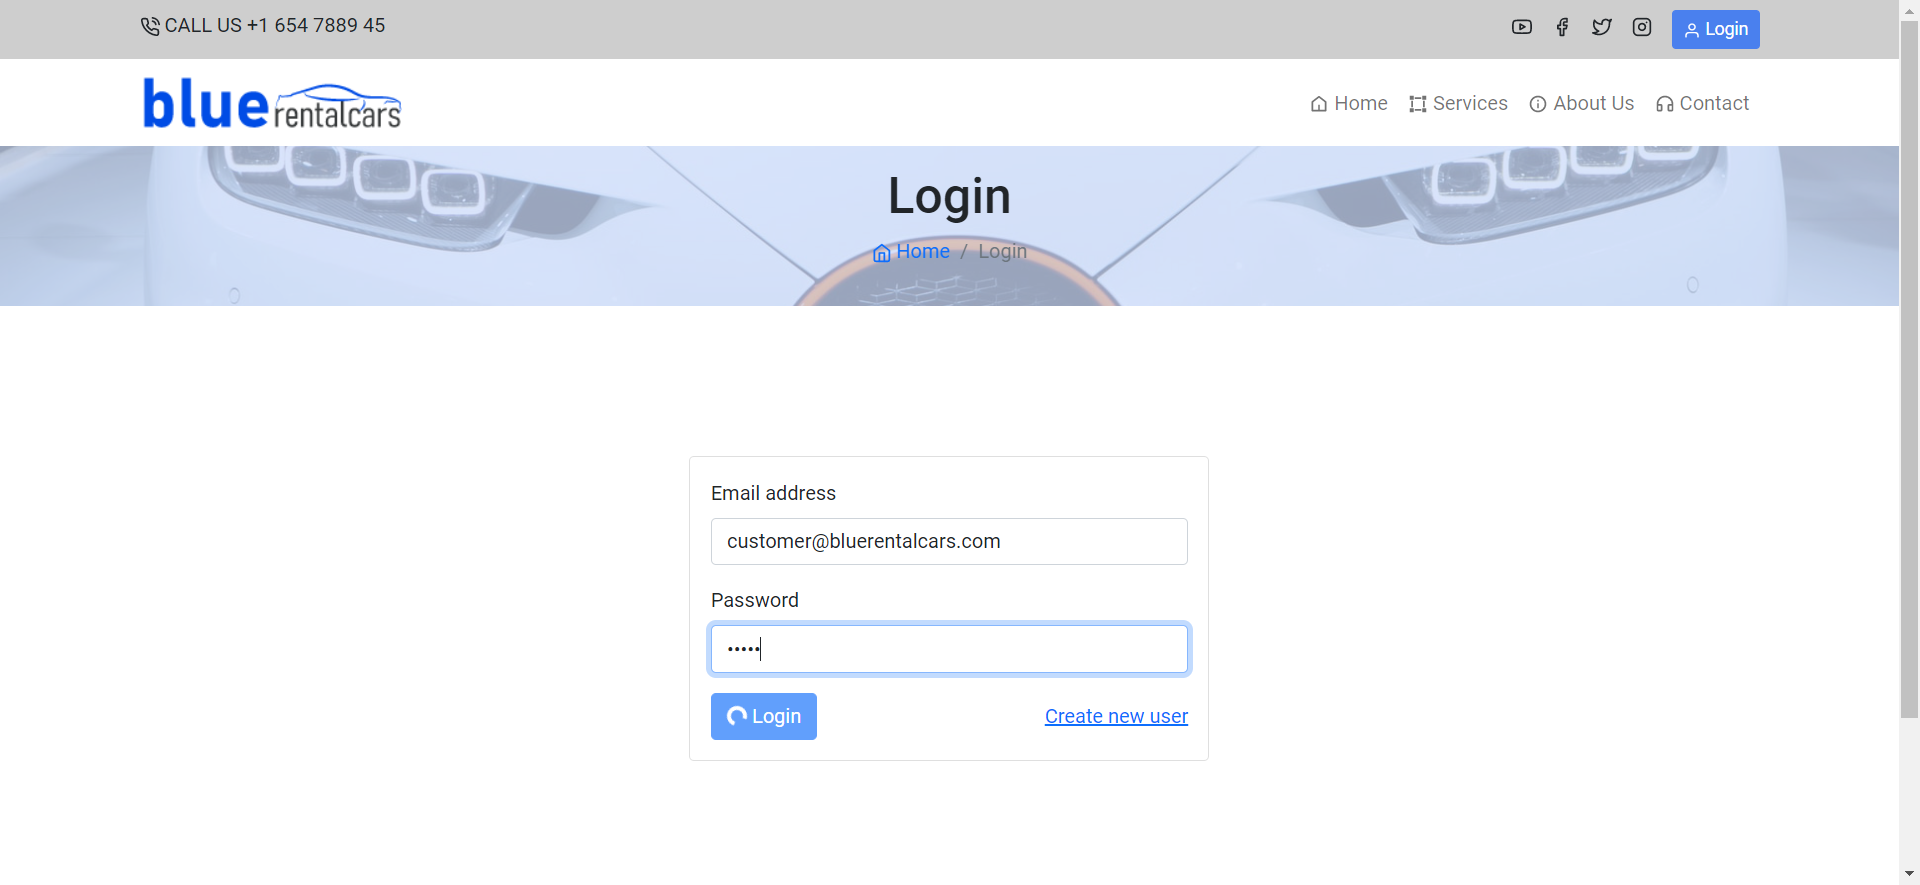 CALL US +1 654 7889 45
Login
blue rentalcars
Home Services About Us Contact
Login
Home / Login
Email address
customer@bluerentalcars.com
Password
•••••
Login Create new user